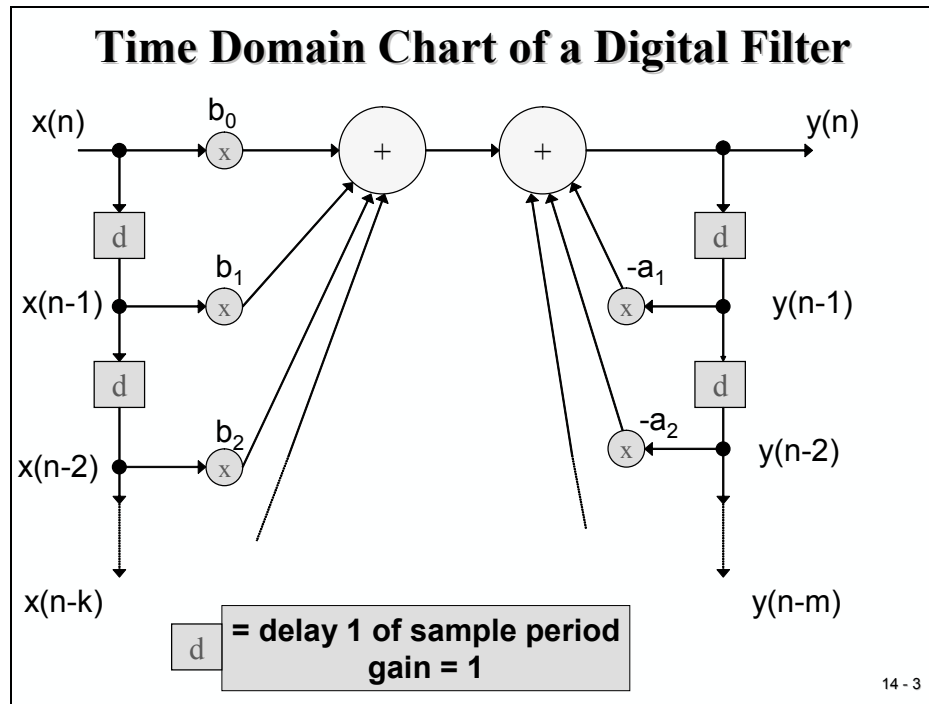 Time Domain Chart of a Digital Filter
x(n) b₀ y(n)
x + +
d d
x(n-1) b₁ x -a₁ x y(n-1)
d d
x(n-2) b₂ x -a₂ x y(n-2)
x(n-k) y(n-m)
d = delay 1 of sample period
gain = 1
14 - 3